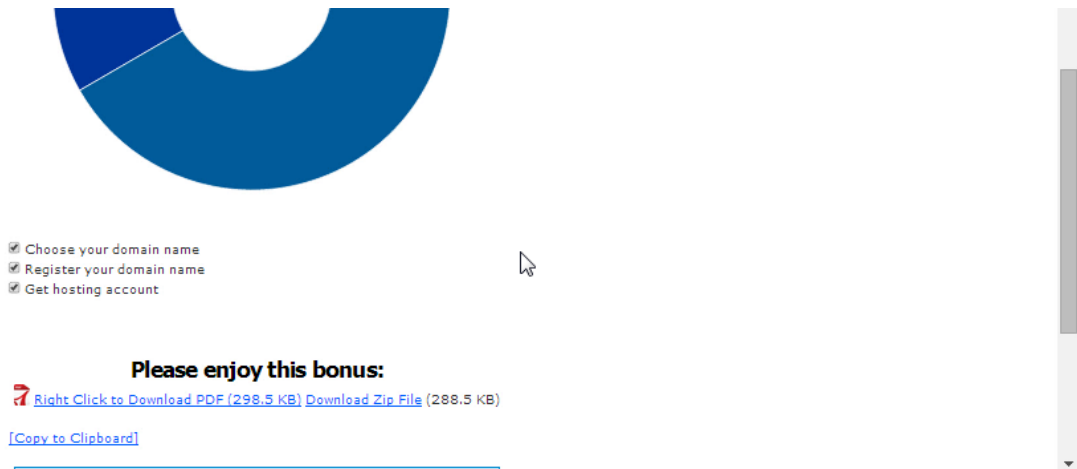 Choose your domain name
Register your domain name
Get hosting account
Please enjoy this bonus:
Right Click to Download PDF (298.5 KB) Download Zip File (288.5 KB)
[Copy to Clipboard]